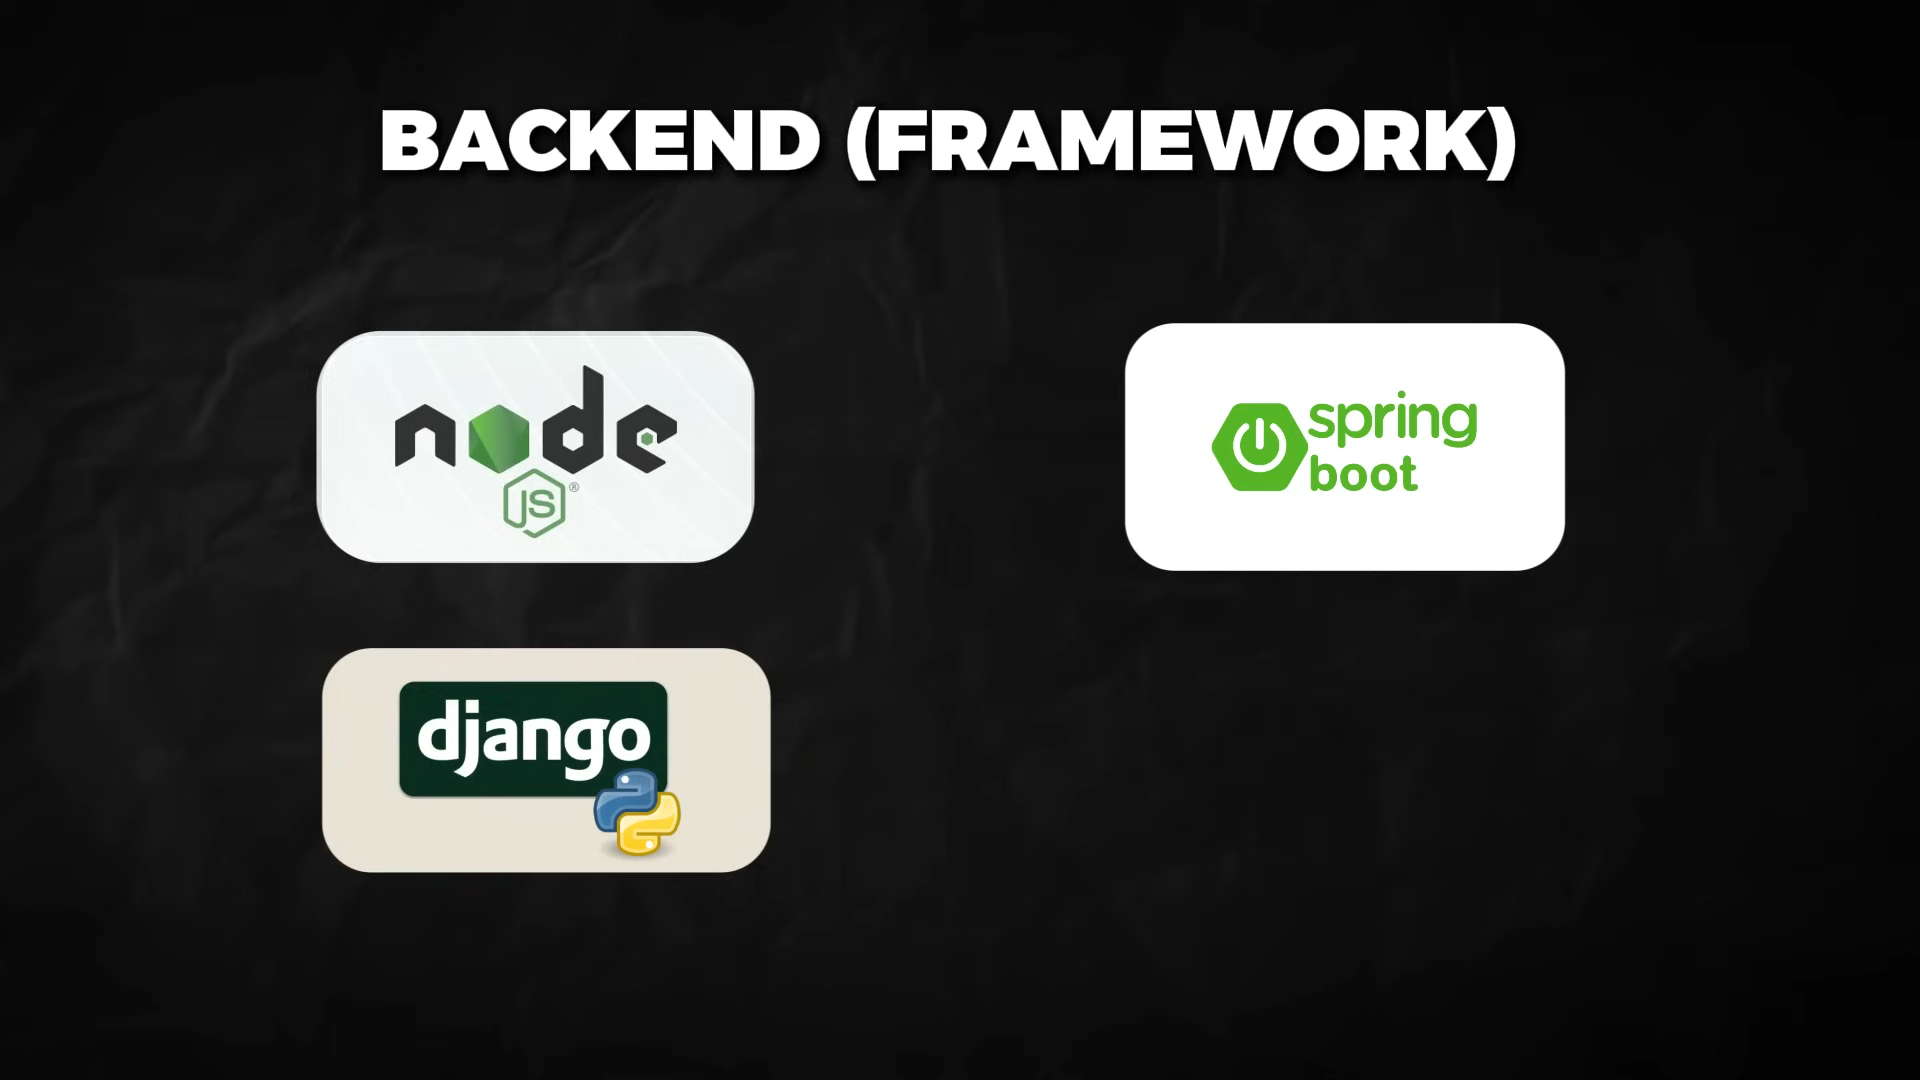 BACKEND (FRAMEWORK)
node
JS®
spring
boot
django